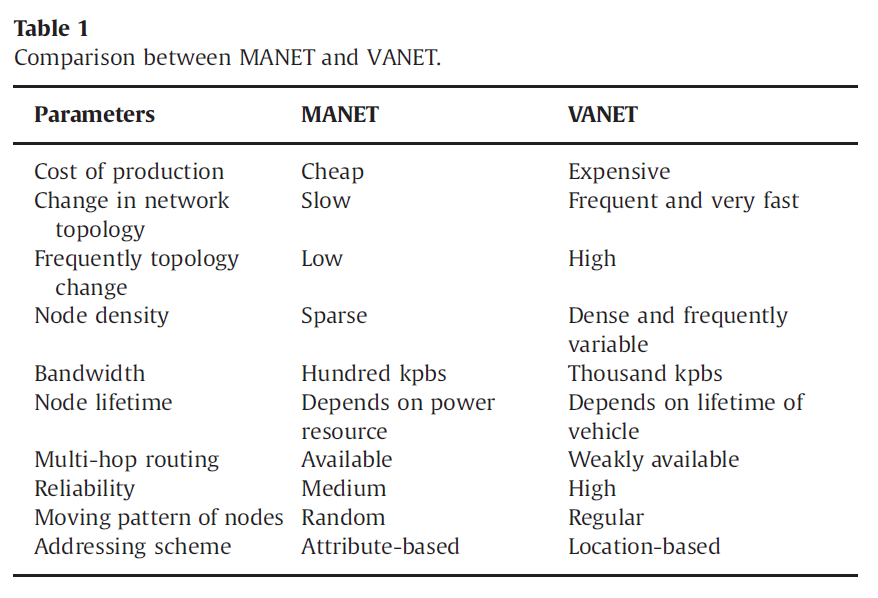 Table 1
Comparison between MANET and VANET.
Parameters MANET VANET
Cost of production Cheap Expensive
Change in network Slow Frequent and very fast
topology
Frequently topology Low High
change
Node density Sparse Dense and frequently
variable
Bandwidth Hundred kpbs Thousand kpbs
Node lifetime Depends on power Depends on lifetime of
resource vehicle
Multi-hop routing Available Weakly available
Reliability Medium High
Moving pattern of nodes Random Regular
Addressing scheme Attribute-based Location-based